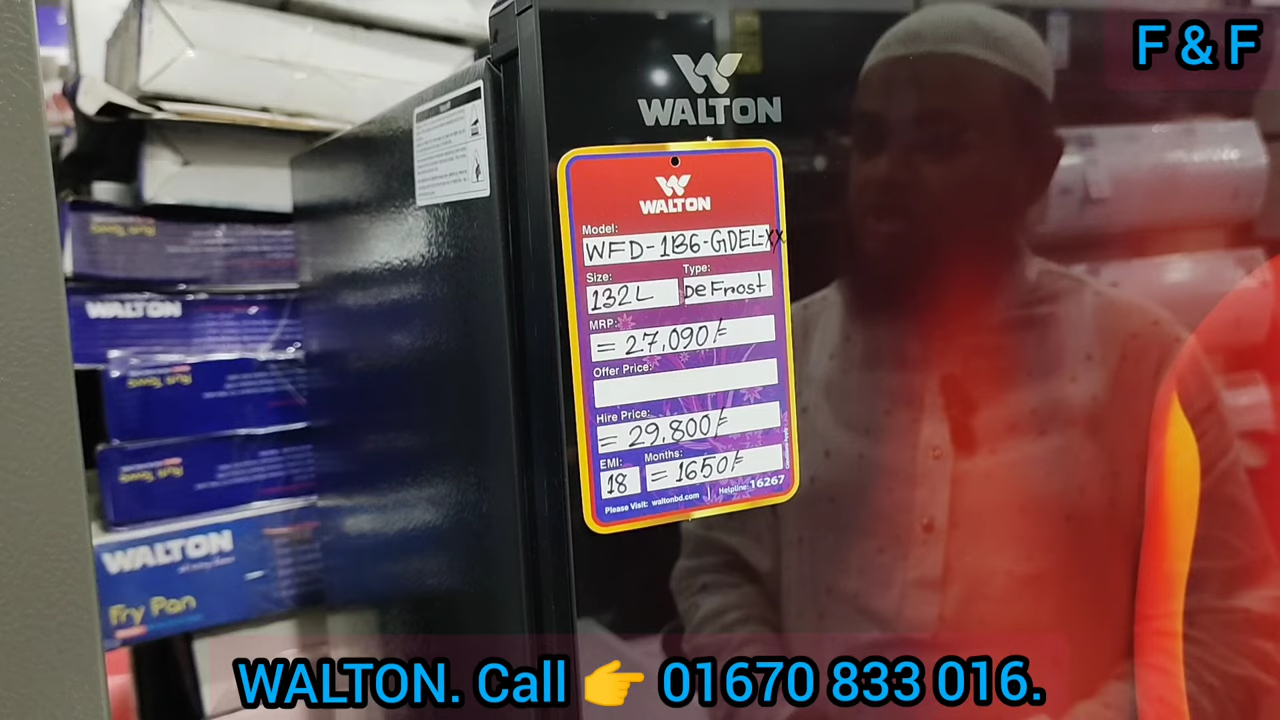 F & F
WALTON
WALTON
Model:
WFD-1B6-GDEL-XX
Size:
Type:
132L
DeFrost
MRP:
= 27.090/=
Offer Price:
Hire Price:
= 29.800/=
EMI:
Months:
18
= 1650/=
Please Visit: waltonbd.com | Helpline: 16267
WALTON
WALTON
Fry Pan
WALTON. Call 👉 01670 833 016.